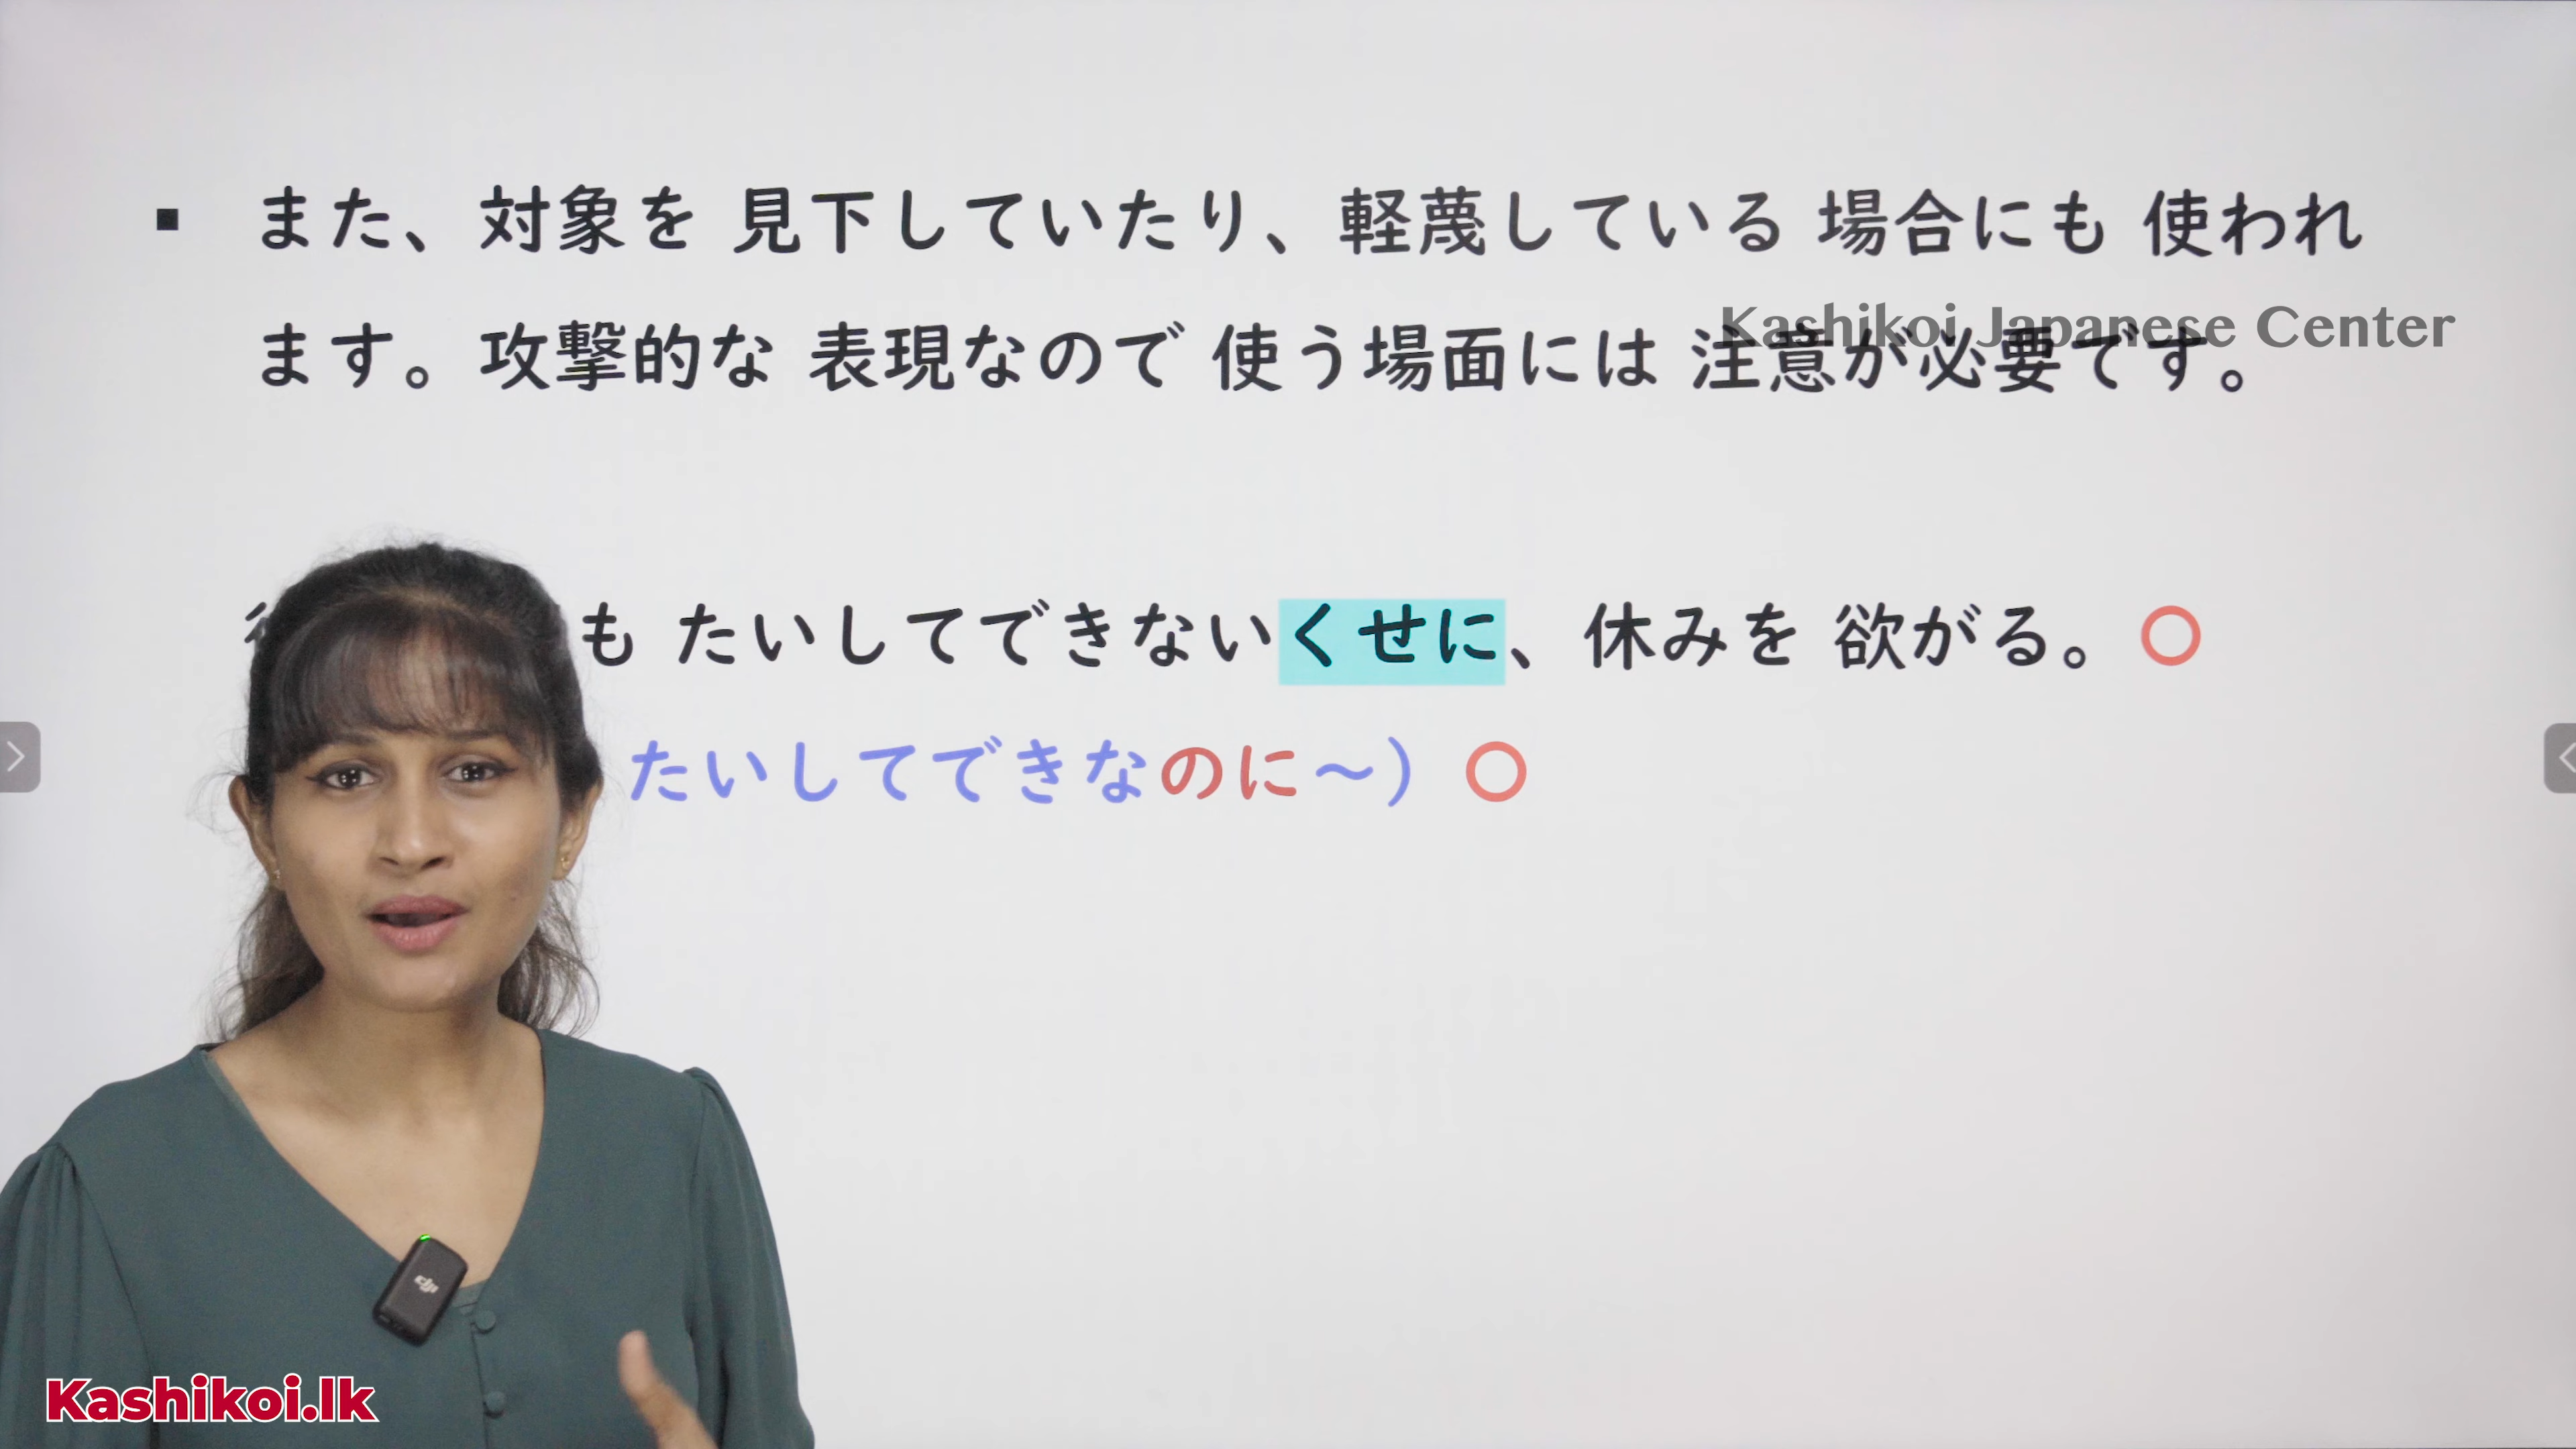 ▪ また、対象を 見下していたり、軽蔑している 場合にも 使われ
ます。攻撃的な 表現なので 使う場面には 注意が必要です。
Kashikoi Japanese Center
も たいしてできないくせに、休みを 欲がる。○
たいしてできなのに～）○
dji
Kashikoi.lk